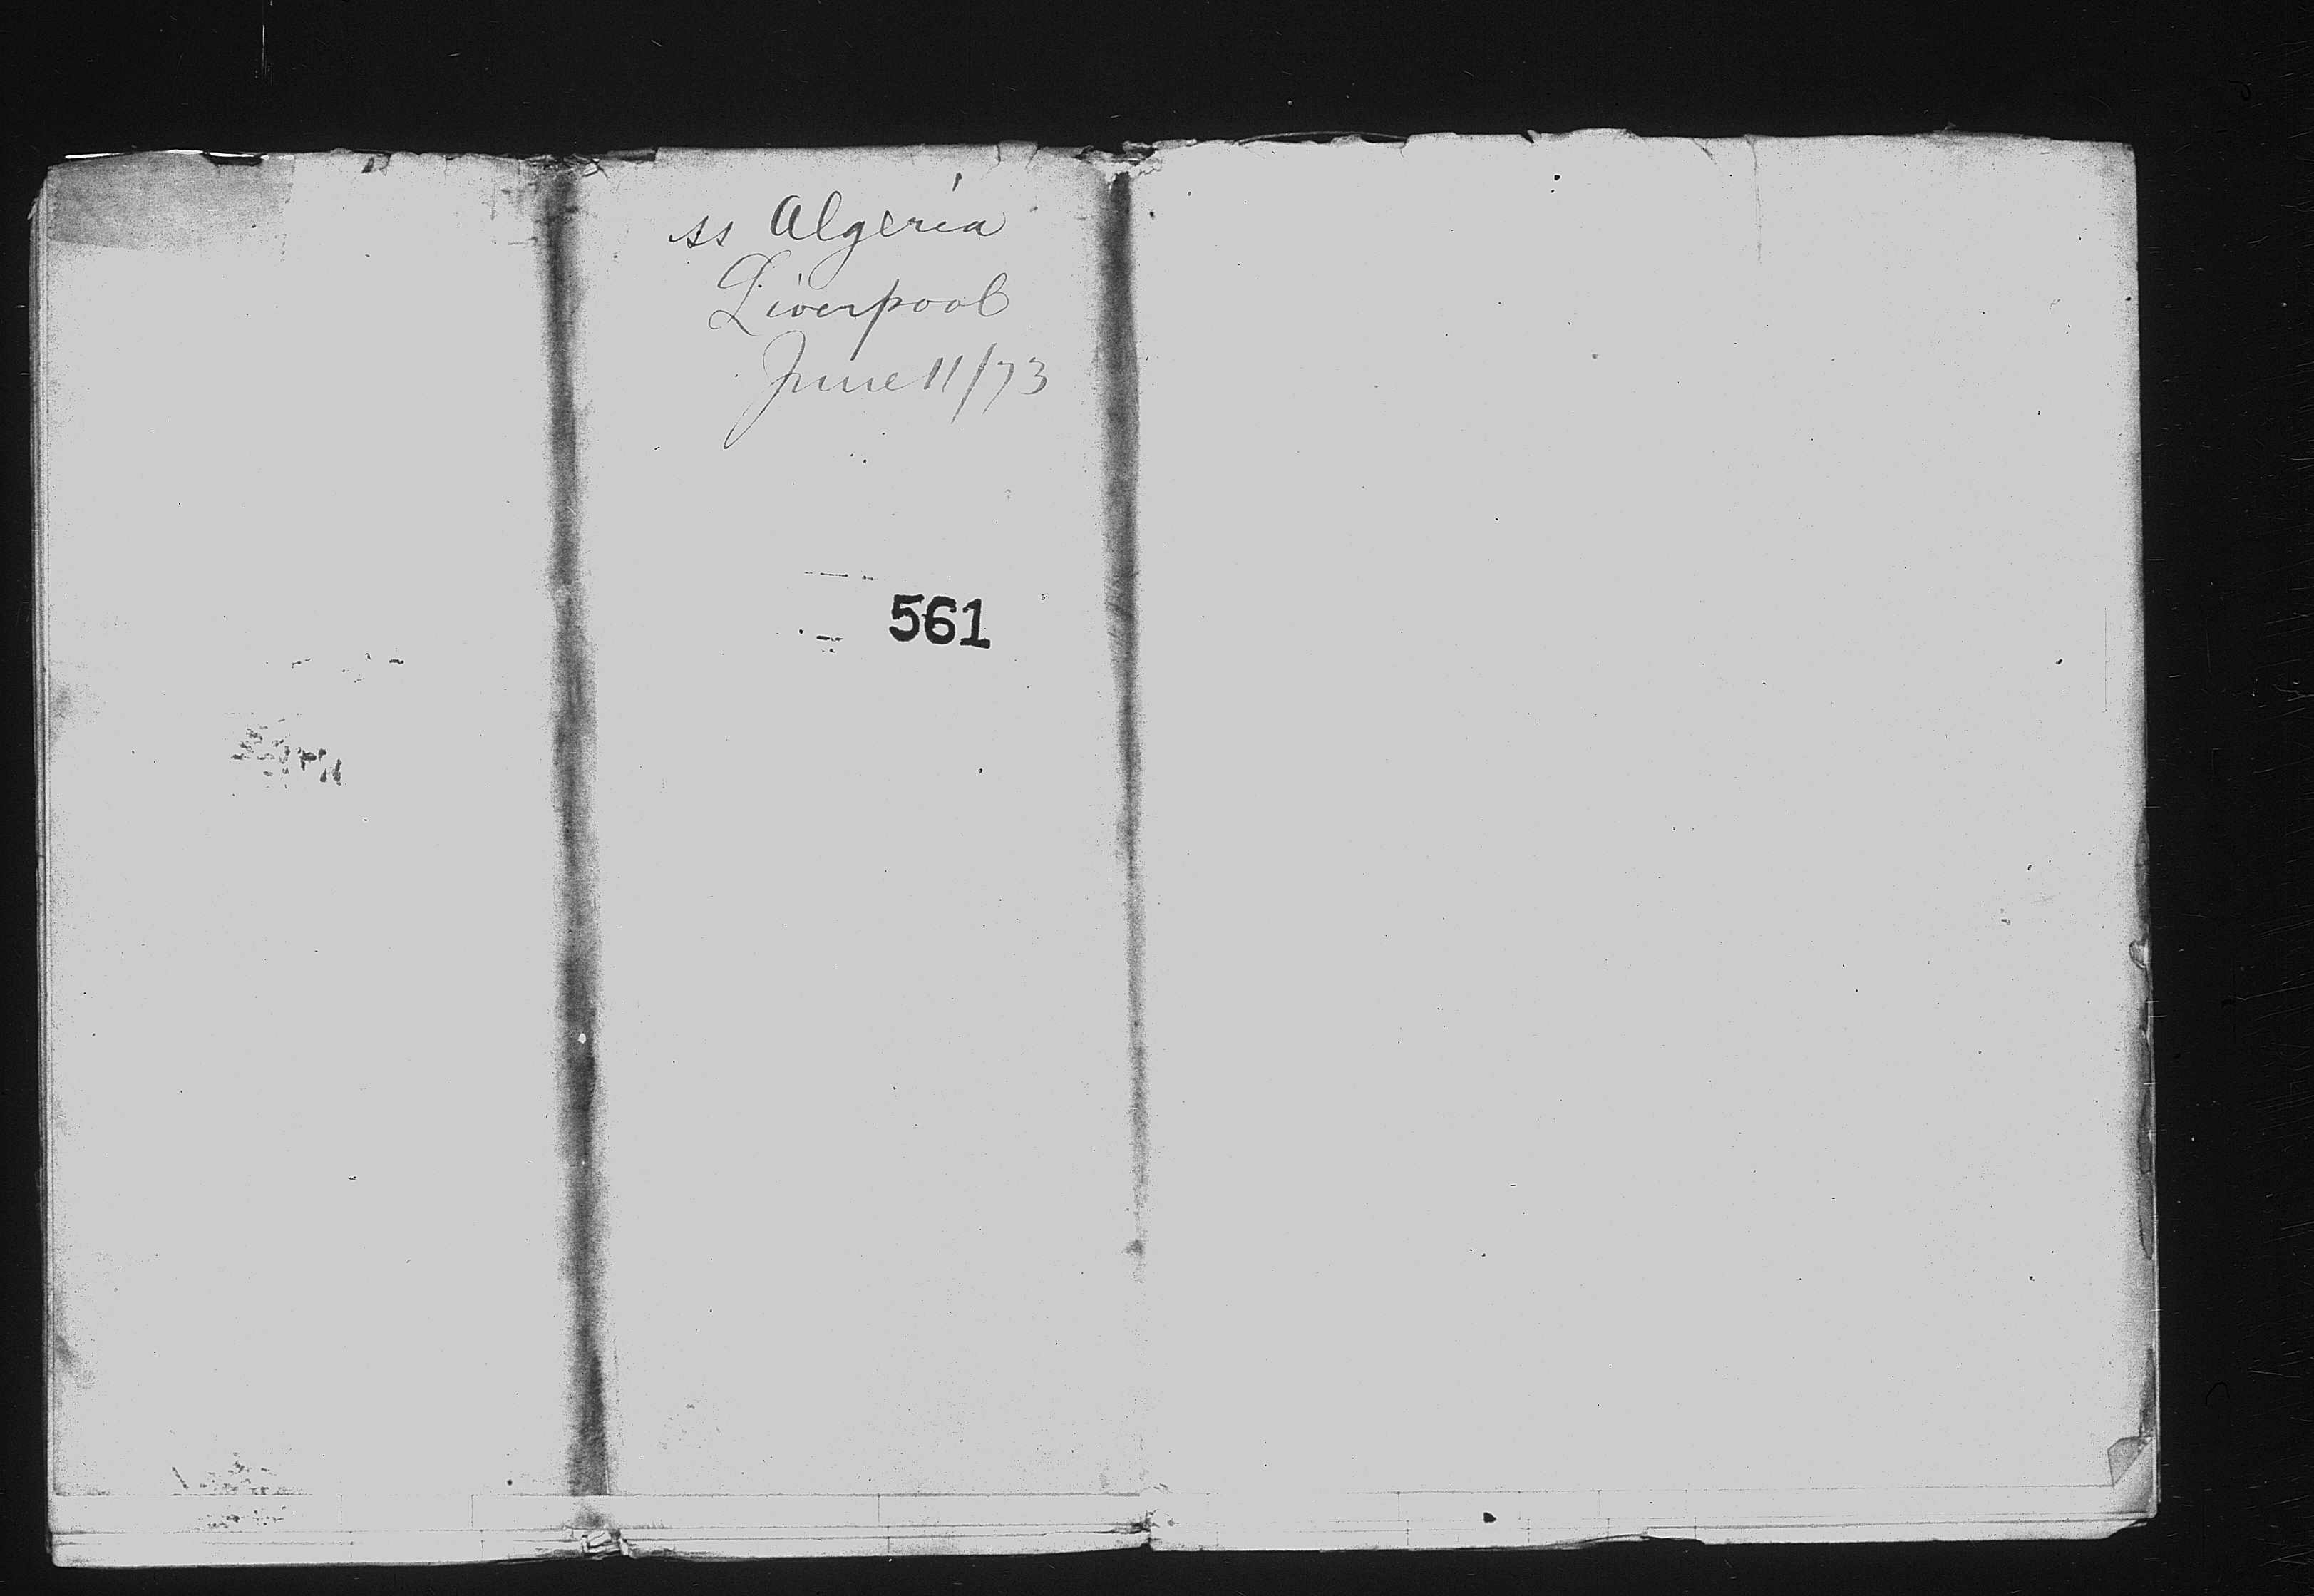 ss Algeria
Liverpool
June 11/73
561